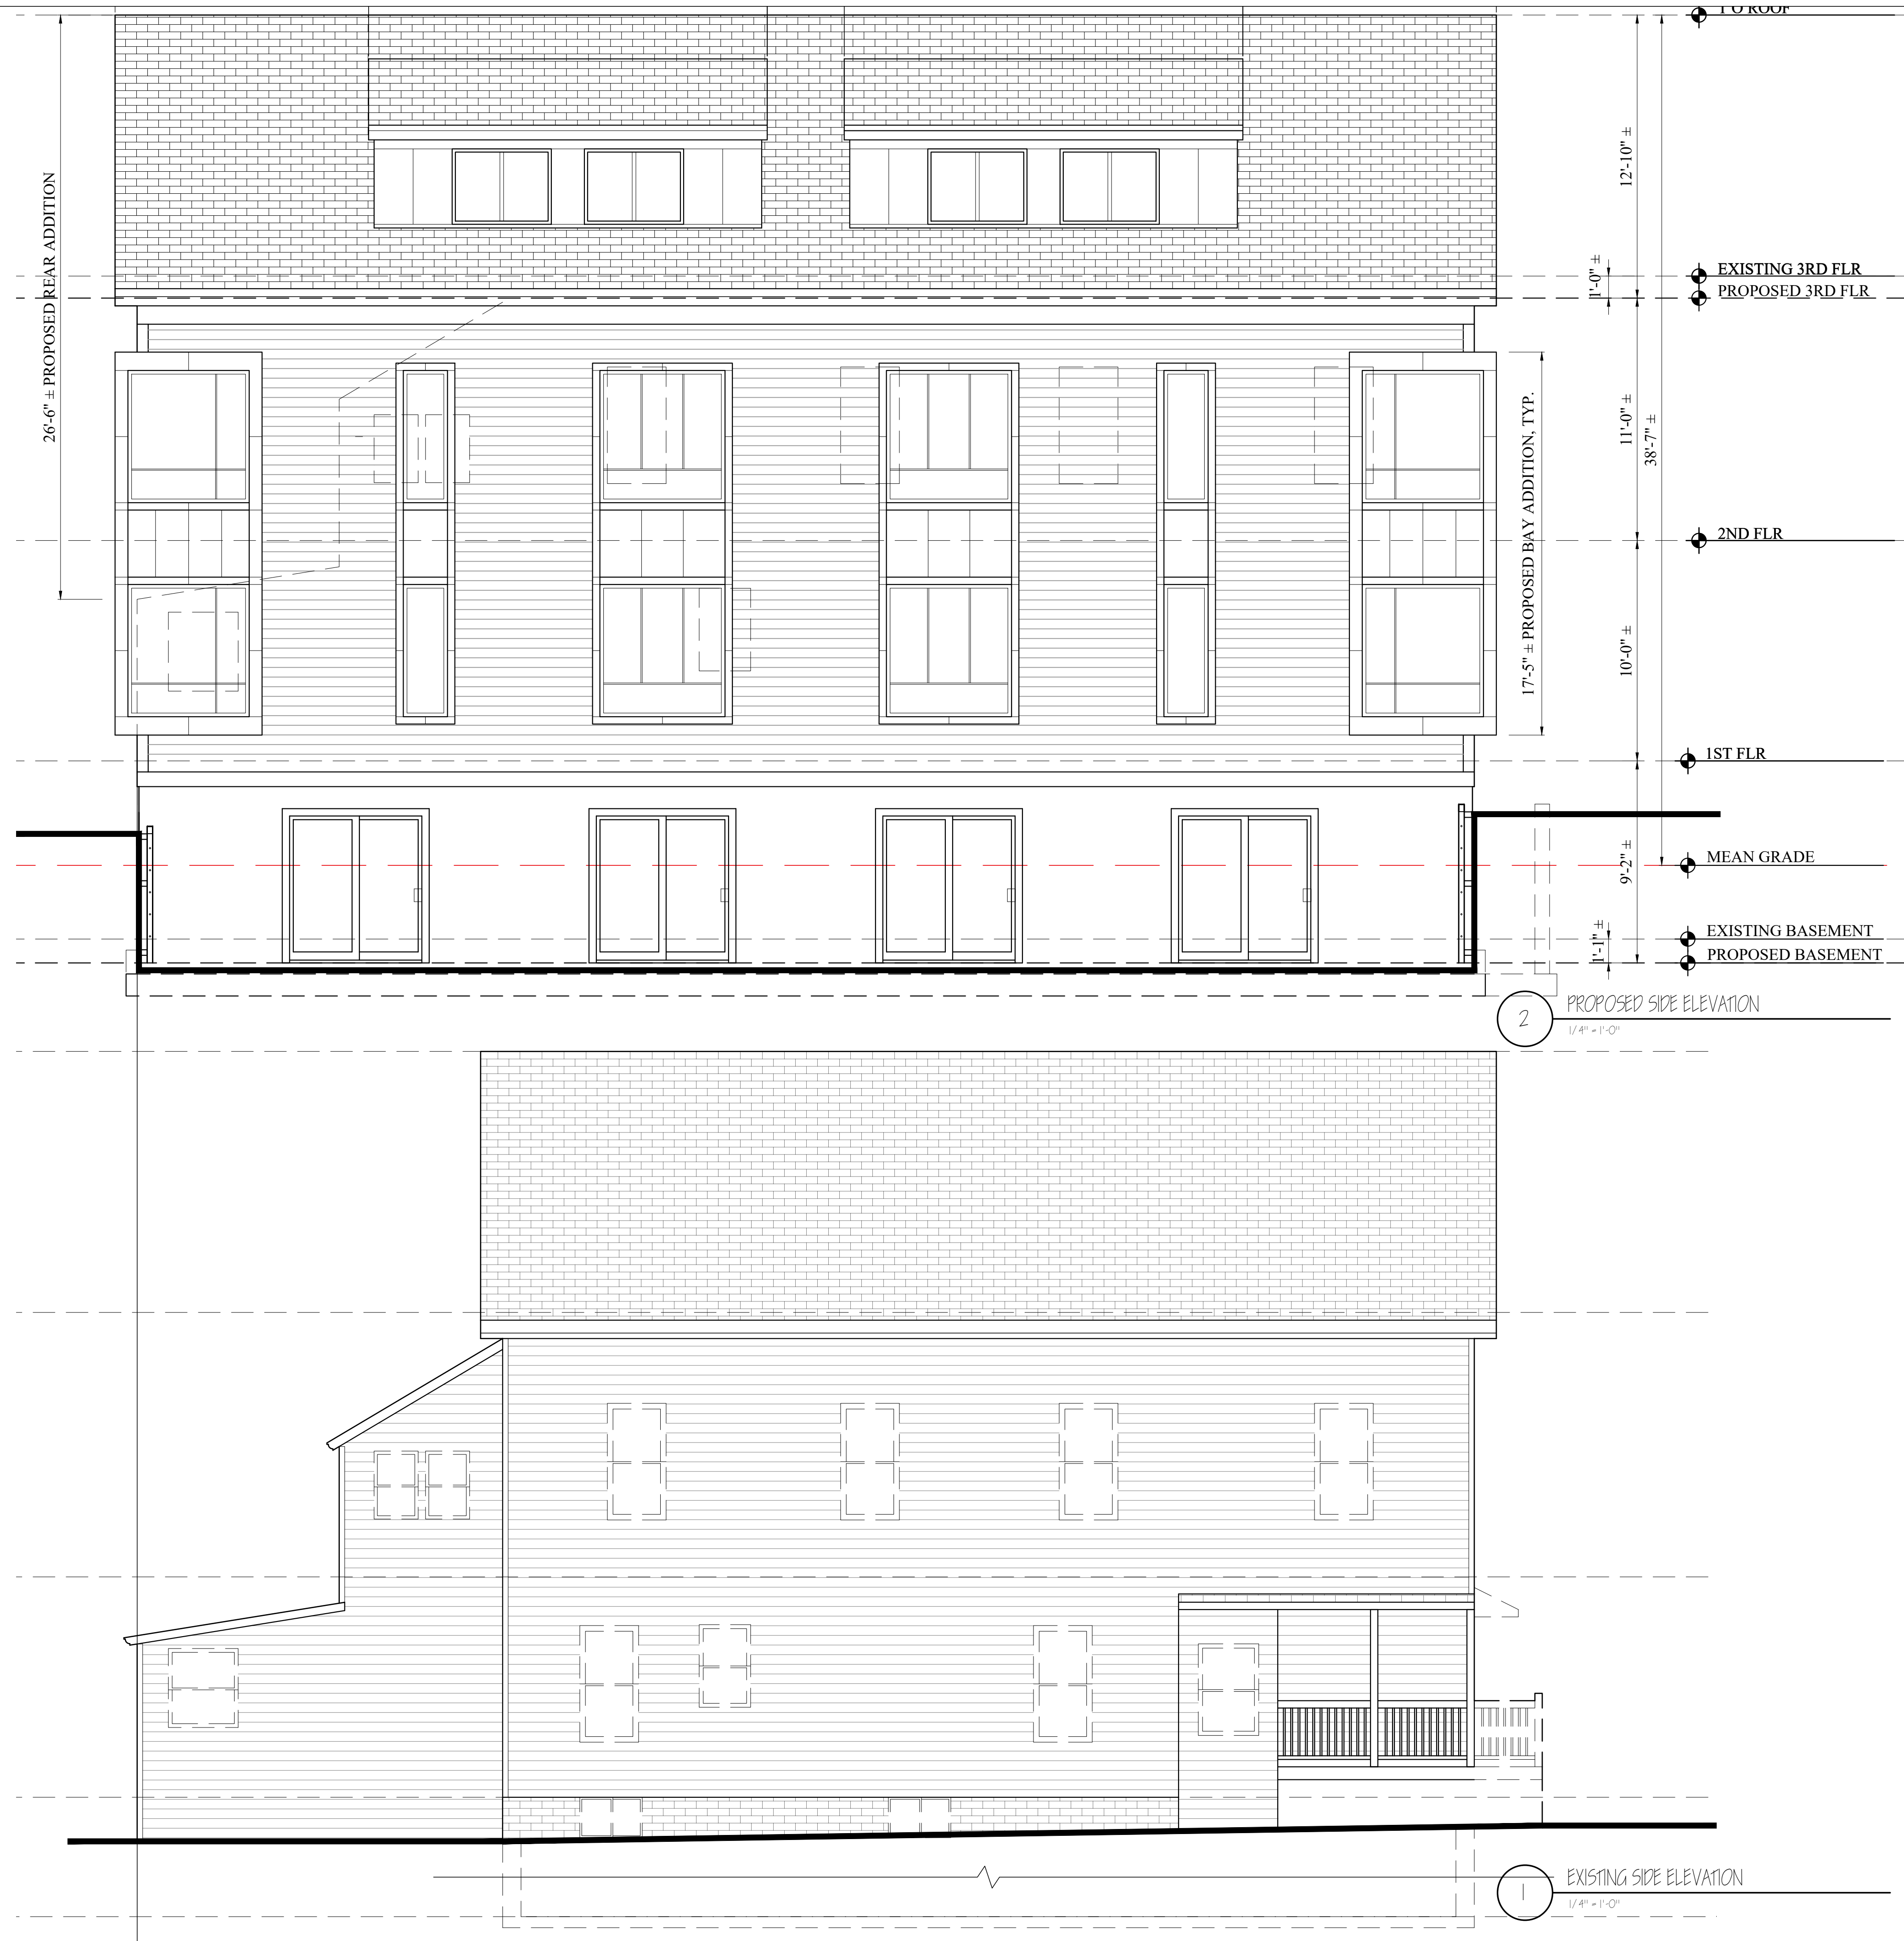 T O ROOF
12'-10" ±
26'-6" ± PROPOSED REAR ADDITION
1'-0" ±
EXISTING 3RD FLR
PROPOSED 3RD FLR
11'-0" ±
38'-7" ±
17'-5" ± PROPOSED BAY ADDITION, TYP.
2ND FLR
10'-0" ±
1ST FLR
9'-2" ±
MEAN GRADE
1'-1" ±
EXISTING BASEMENT
PROPOSED BASEMENT
2
PROPOSED SIDE ELEVATION
1/4" = 1'-0"
1
EXISTING SIDE ELEVATION
1/4" = 1'-0"